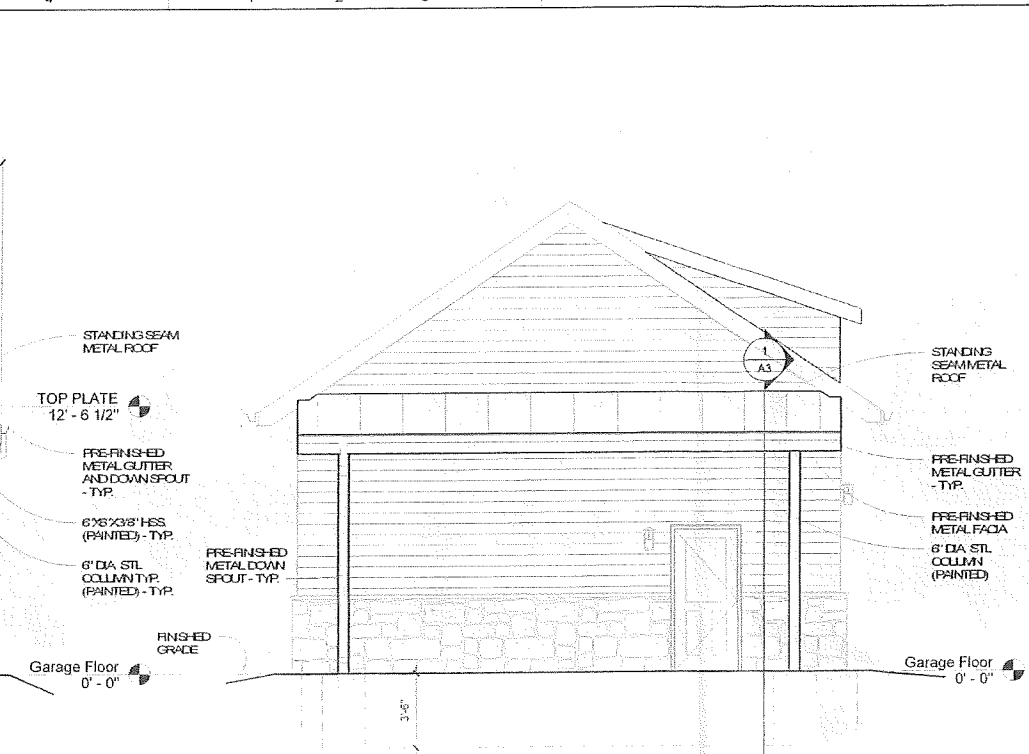 STANDING SEAM
METAL ROOF
TOP PLATE
12' - 6 1/2"
PRE-FINISHED
METAL GUTTER
AND DOWN SPOUT
- TYP.
6"X6"X3/8" HSS.
(PAINTED) - TYP.
6" DIA. STL
COLUMN TYP.
(PAINTED) - TYP.
PRE-FINISHED
METAL DOWN
SPOUT - TYP.
FINISHED
GRADE
Garage Floor
0' - 0"
3'-6"
1
A3
STANDING
SEAM METAL
ROOF
PRE-FINISHED
METAL GUTTER
- TYP.
PRE-FINISHED
METAL FACIA
6" DIA. STL
COLUMN
(PAINTED)
Garage Floor
0' - 0"